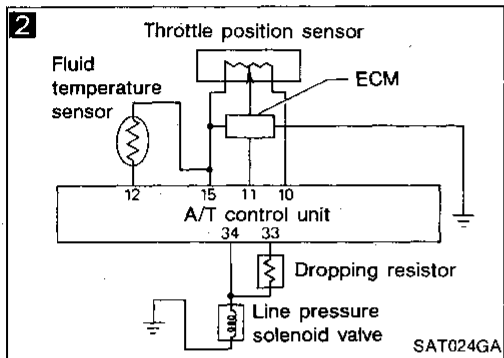 2
Throttle position sensor
Fluid
temperature
sensor
ECM
12 15 11 10
A/T control unit
34 33
Dropping resistor
Line pressure
solenoid valve
SAT024GA